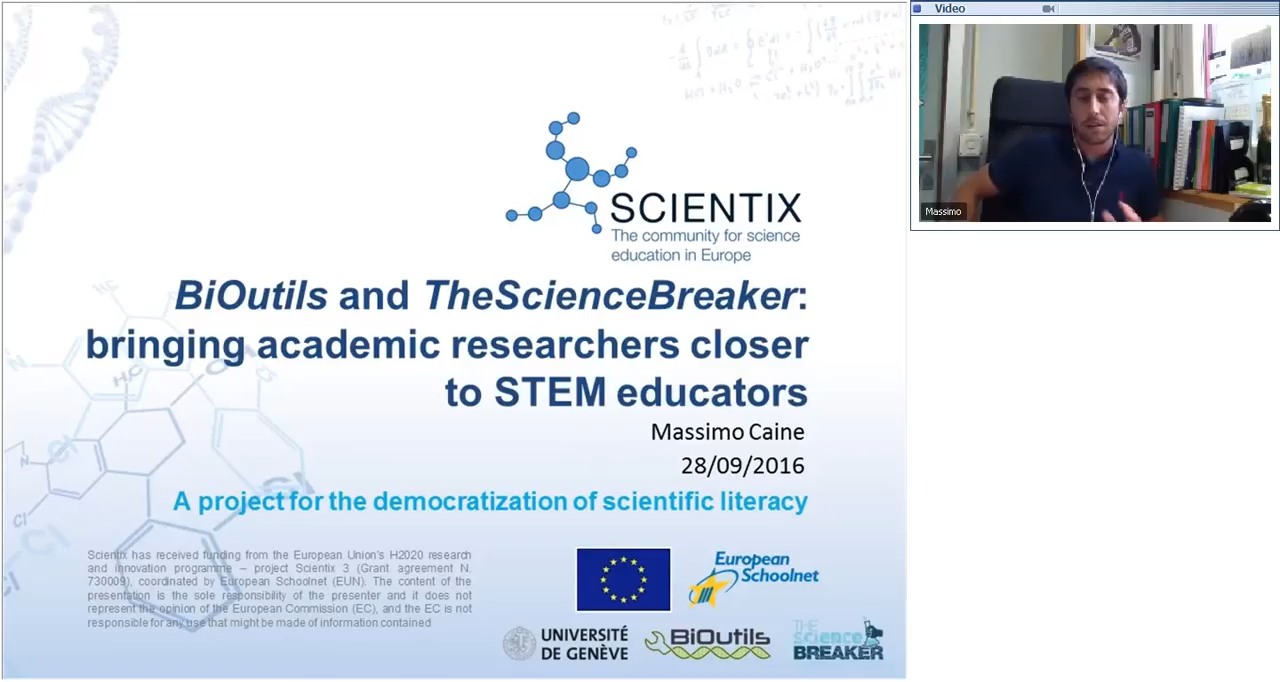 Video
Massimo
SCIENTIX
The community for science
education in Europe
BiOutils and TheScienceBreaker:
bringing academic researchers closer
to STEM educators
Massimo Caine
28/09/2016
A project for the democratization of scientific literacy
Scientix has received funding from the European Union's H2020 research
and innovation programme – project Scientix 3 (Grant agreement N.
730009), coordinated by European Schoolnet (EUN). The content of the
presentation is the sole responsibility of the presenter and it does not
represent the opinion of the European Commission (EC), and the EC is not
responsible for any use that might be made of information contained
European
Schoolnet
UNIVERSITÉ
DE GENÈVE
BiOutils
THE
science
BREAKER
H₃C
N
Cl
Cl
Cl